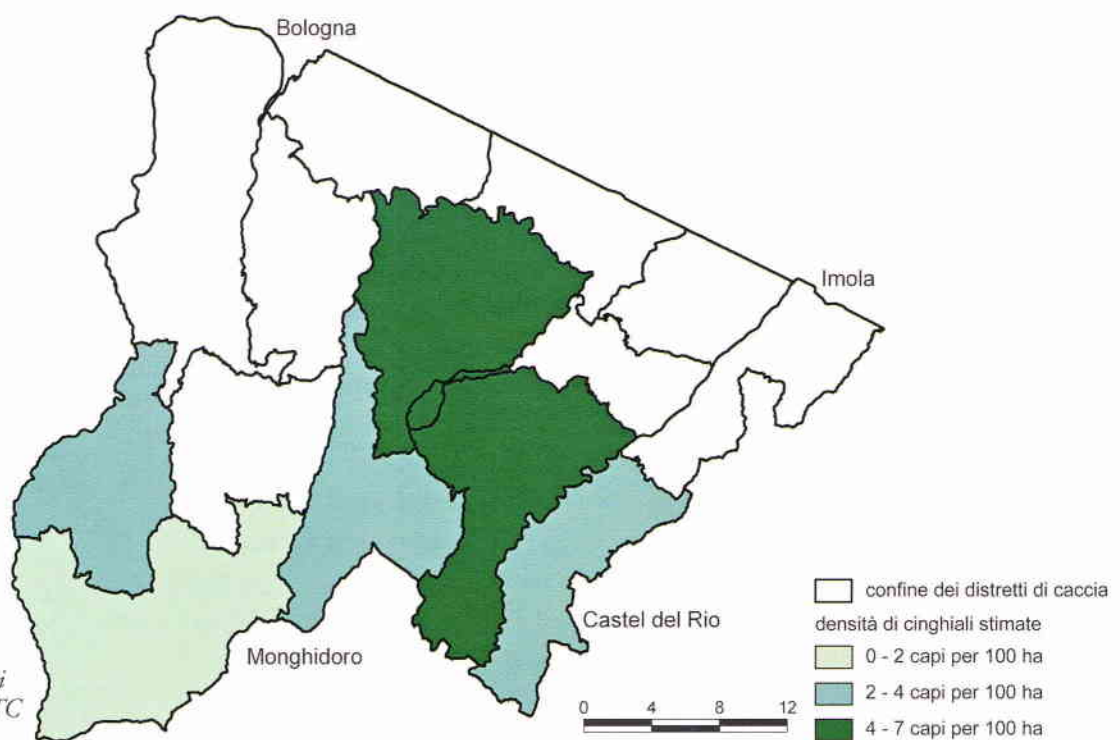 Bologna
Imola
Castel del Rio
Monghidoro
i
TC
0 4 8 12
confine dei distretti di caccia
densità di cinghiali stimate
0 - 2 capi per 100 ha
2 - 4 capi per 100 ha
4 - 7 capi per 100 ha